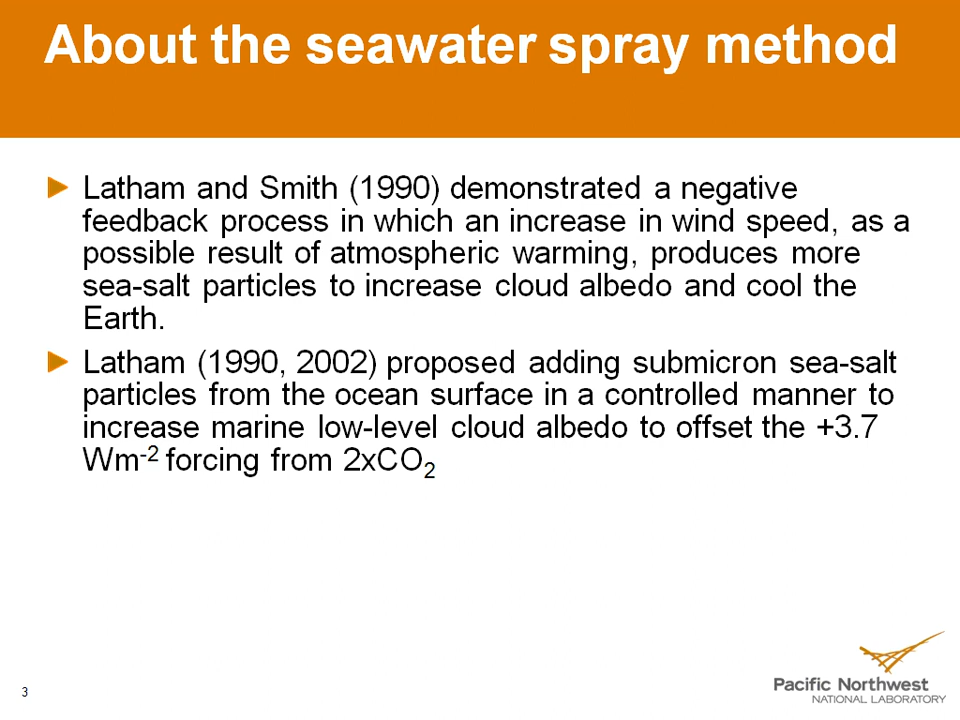 About the seawater spray method
Latham and Smith (1990) demonstrated a negative
feedback process in which an increase in wind speed, as a
possible result of atmospheric warming, produces more
sea-salt particles to increase cloud albedo and cool the
Earth.
Latham (1990, 2002) proposed adding submicron sea-salt
particles from the ocean surface in a controlled manner to
increase marine low-level cloud albedo to offset the +3.7
Wm-2 forcing from 2xCO2
3
Pacific Northwest
NATIONAL LABORATORY